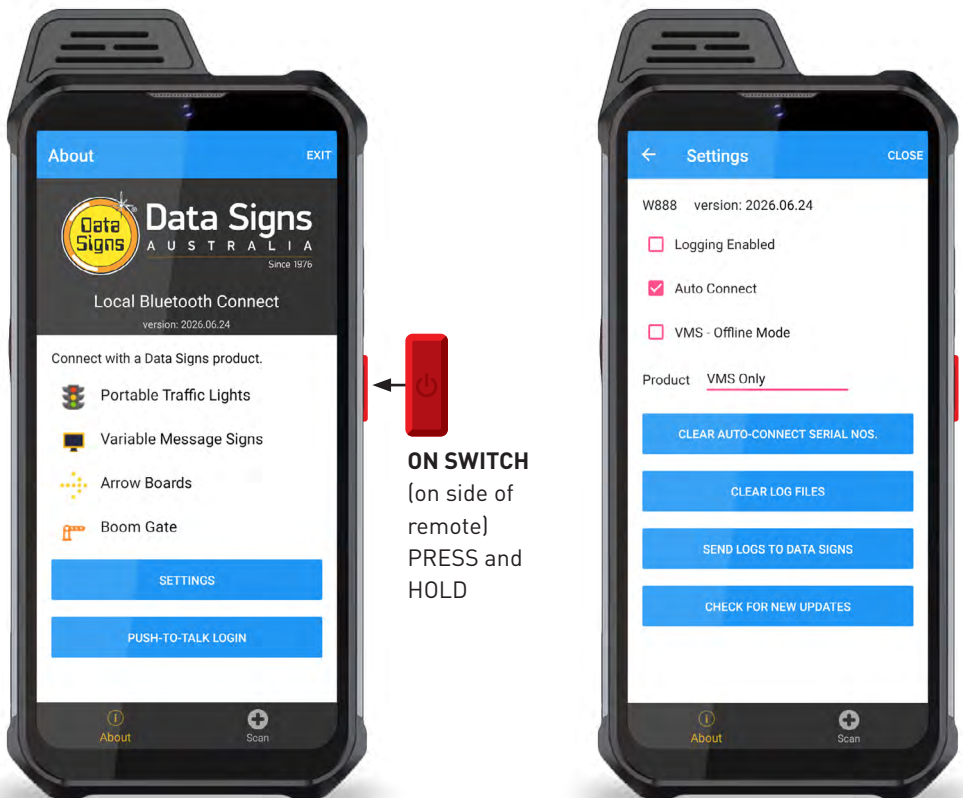 About
EXIT
Data
Signs
Data Signs
AUSTRALIA
Since 1976
Local Bluetooth Connect
version: 2026.06.24
Connect with a Data Signs product.
Portable Traffic Lights
Variable Message Signs
Arrow Boards
Boom Gate
SETTINGS
PUSH-TO-TALK LOGIN
About
Scan
ON SWITCH
(on side of
remote)
PRESS and
HOLD
Settings
CLOSE
W888 version: 2026.06.24
Logging Enabled
Auto Connect
VMS - Offline Mode
Product VMS Only
CLEAR AUTO-CONNECT SERIAL NOS.
CLEAR LOG FILES
SEND LOGS TO DATA SIGNS
CHECK FOR NEW UPDATES
About
Scan